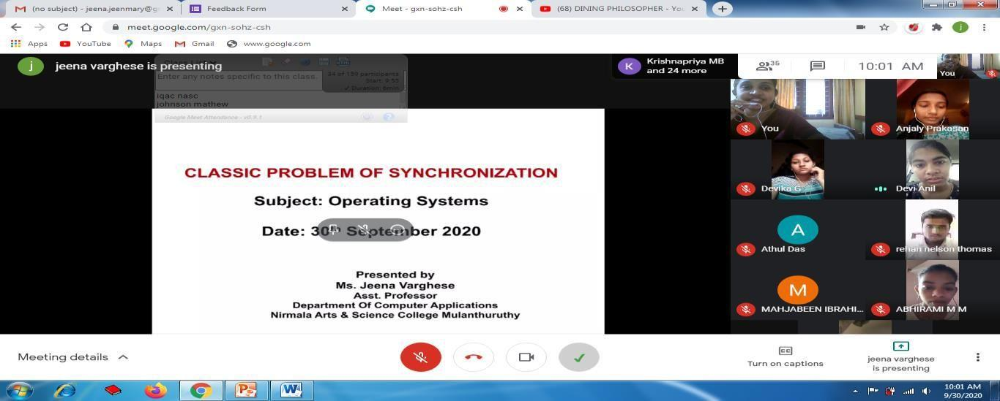 (no subject) - jeena.jeenmary@g
Feedback Form
Meet - gxn-sohz-csh
(68) DINING PHILOSOPHER - You
meet.google.com/gxn-sohz-csh
j
Apps
YouTube
Maps
Gmail
www.google.com
j
jeena varghese is presenting
Enter any notes specific to this class.
34 of 159 participants
Start: 9:55
✓ Duration: 6min
iqac nasc
johnson mathew
Google Meet Attendance - v0.9.1
K
Krishnapriya MB
and 24 more
35
10:01 AM
You
You
Anjaly Prakasan
Devika G
Devi Anil
A
Athul Das
rehan nelson thomas
M
MAHJABEEN IBRAHI...
ABHIRAMI M M
CLASSIC PROBLEM OF SYNCHRONIZATION
Subject: Operating Systems
Date: 30th September 2020
Presented by
Ms. Jeena Varghese
Asst. Professor
Department Of Computer Applications
Nirmala Arts & Science College Mulanthuruthy
Meeting details
CC
Turn on captions
jeena varghese
is presenting
10:01 AM
9/30/2020